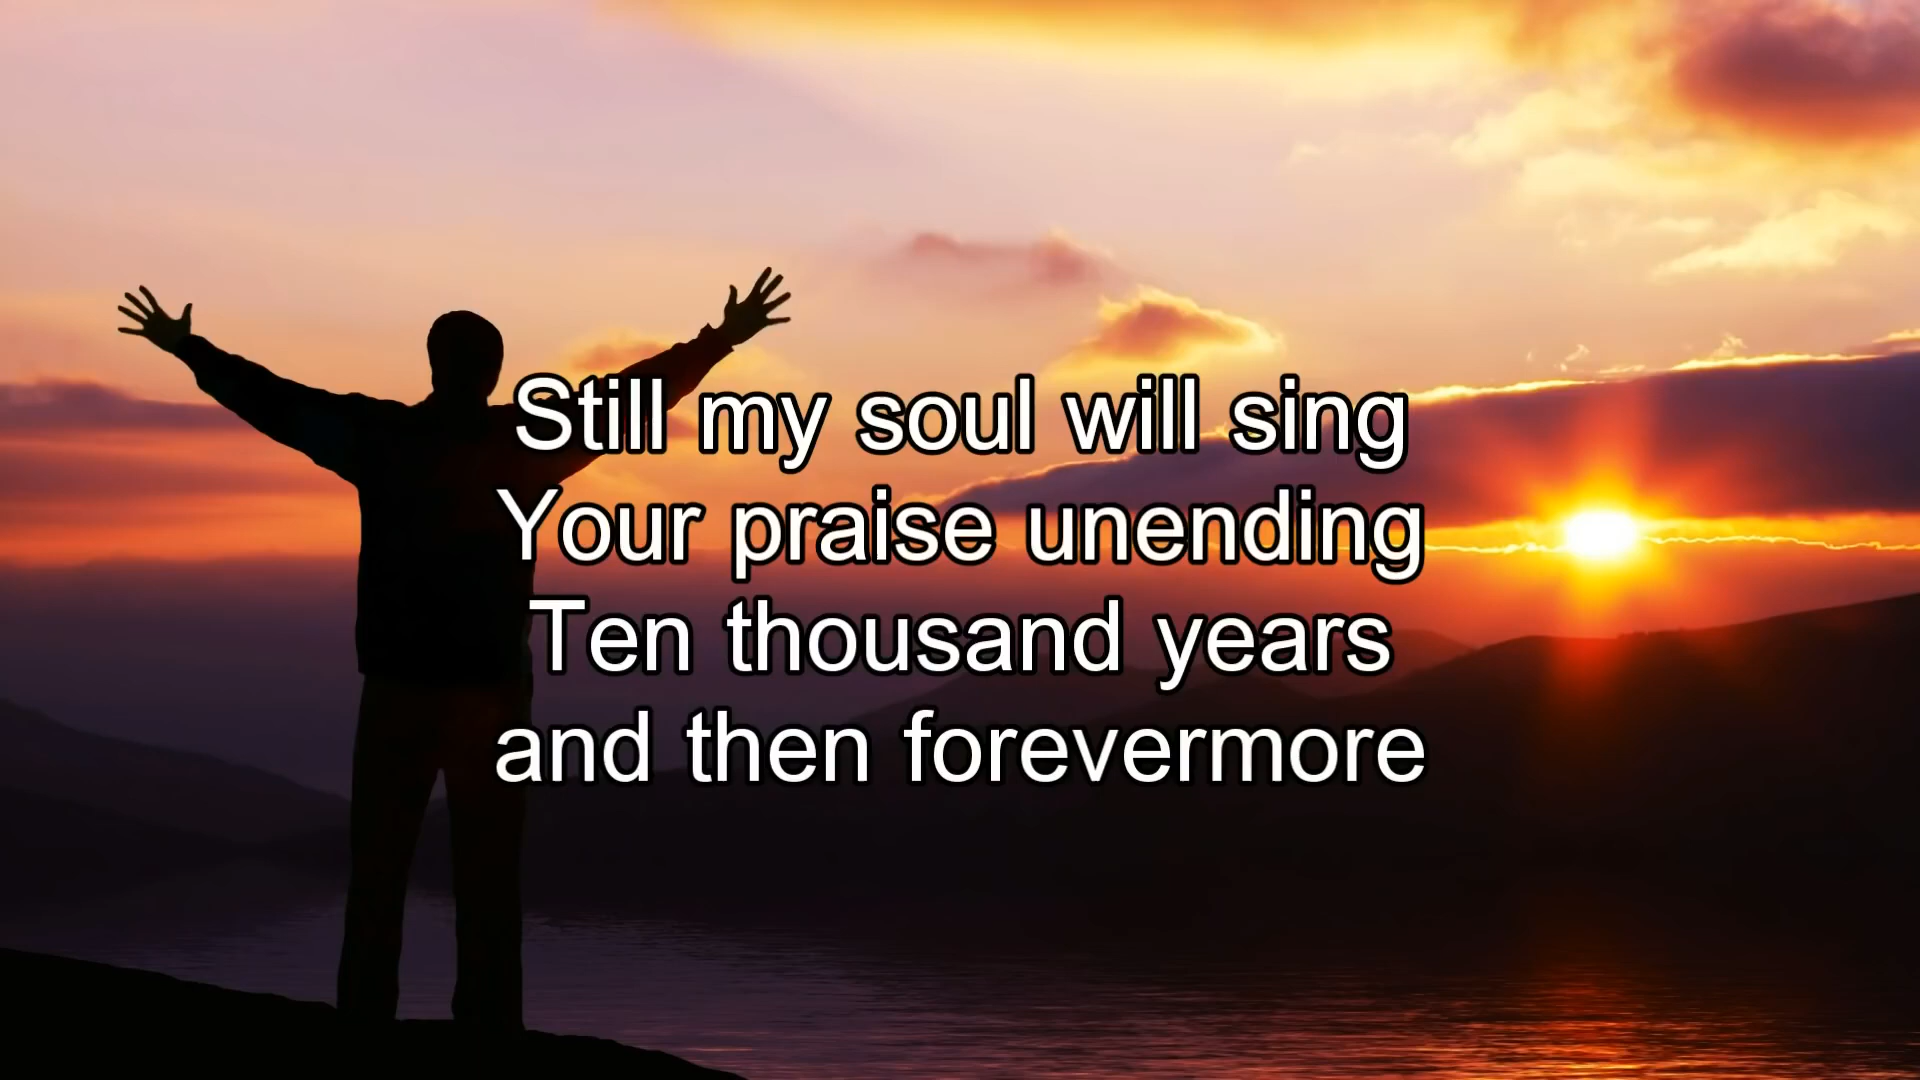 Still my soul will sing
Your praise unending
Ten thousand years
and then forevermore